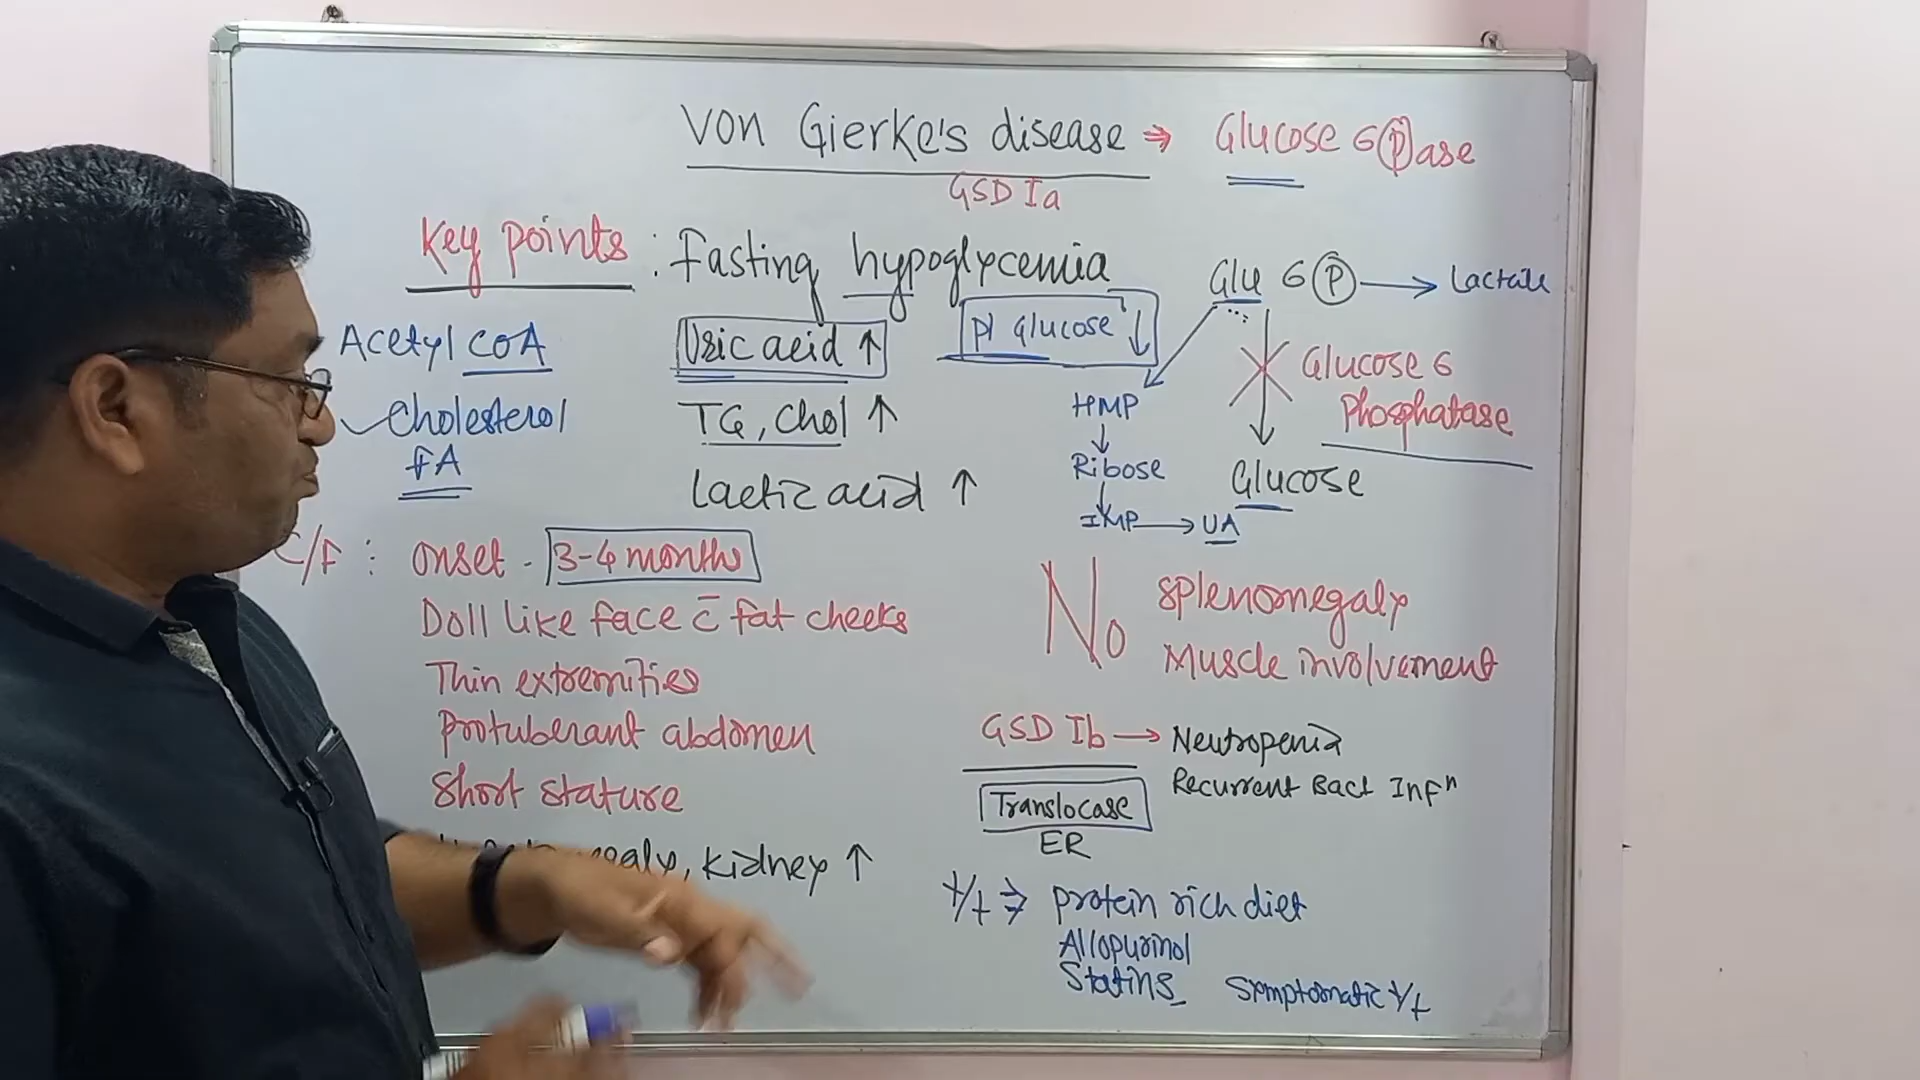 Von Gierke's disease ⇒ Glucose 6 Pase
GSD Ia
Key points : Fasting hypoglycemia
pl Glucose ↓
Uric acid ↑
TG, Chol ↑
Lactic acid ↑
Acetyl CoA
Cholesterol
FA
Glu 6 P → Lactate
Glucose 6
Phosphatase
Glucose
HMP
↓
Ribose
↓
IMP → UA
C/F : Onset - 3-4 months
Doll like face c̄ fat cheeks
Thin extremities
Protuberant abdomen
Short stature
kidney ↑
No
Splenomegaly
Muscle involvement
GSD Ib → Neutropenia
Recurrent Bact Infⁿ
Translocase
ER
t/t ⇒ Protein rich diet
Allopurinol
Statins
Symptomatic t/t